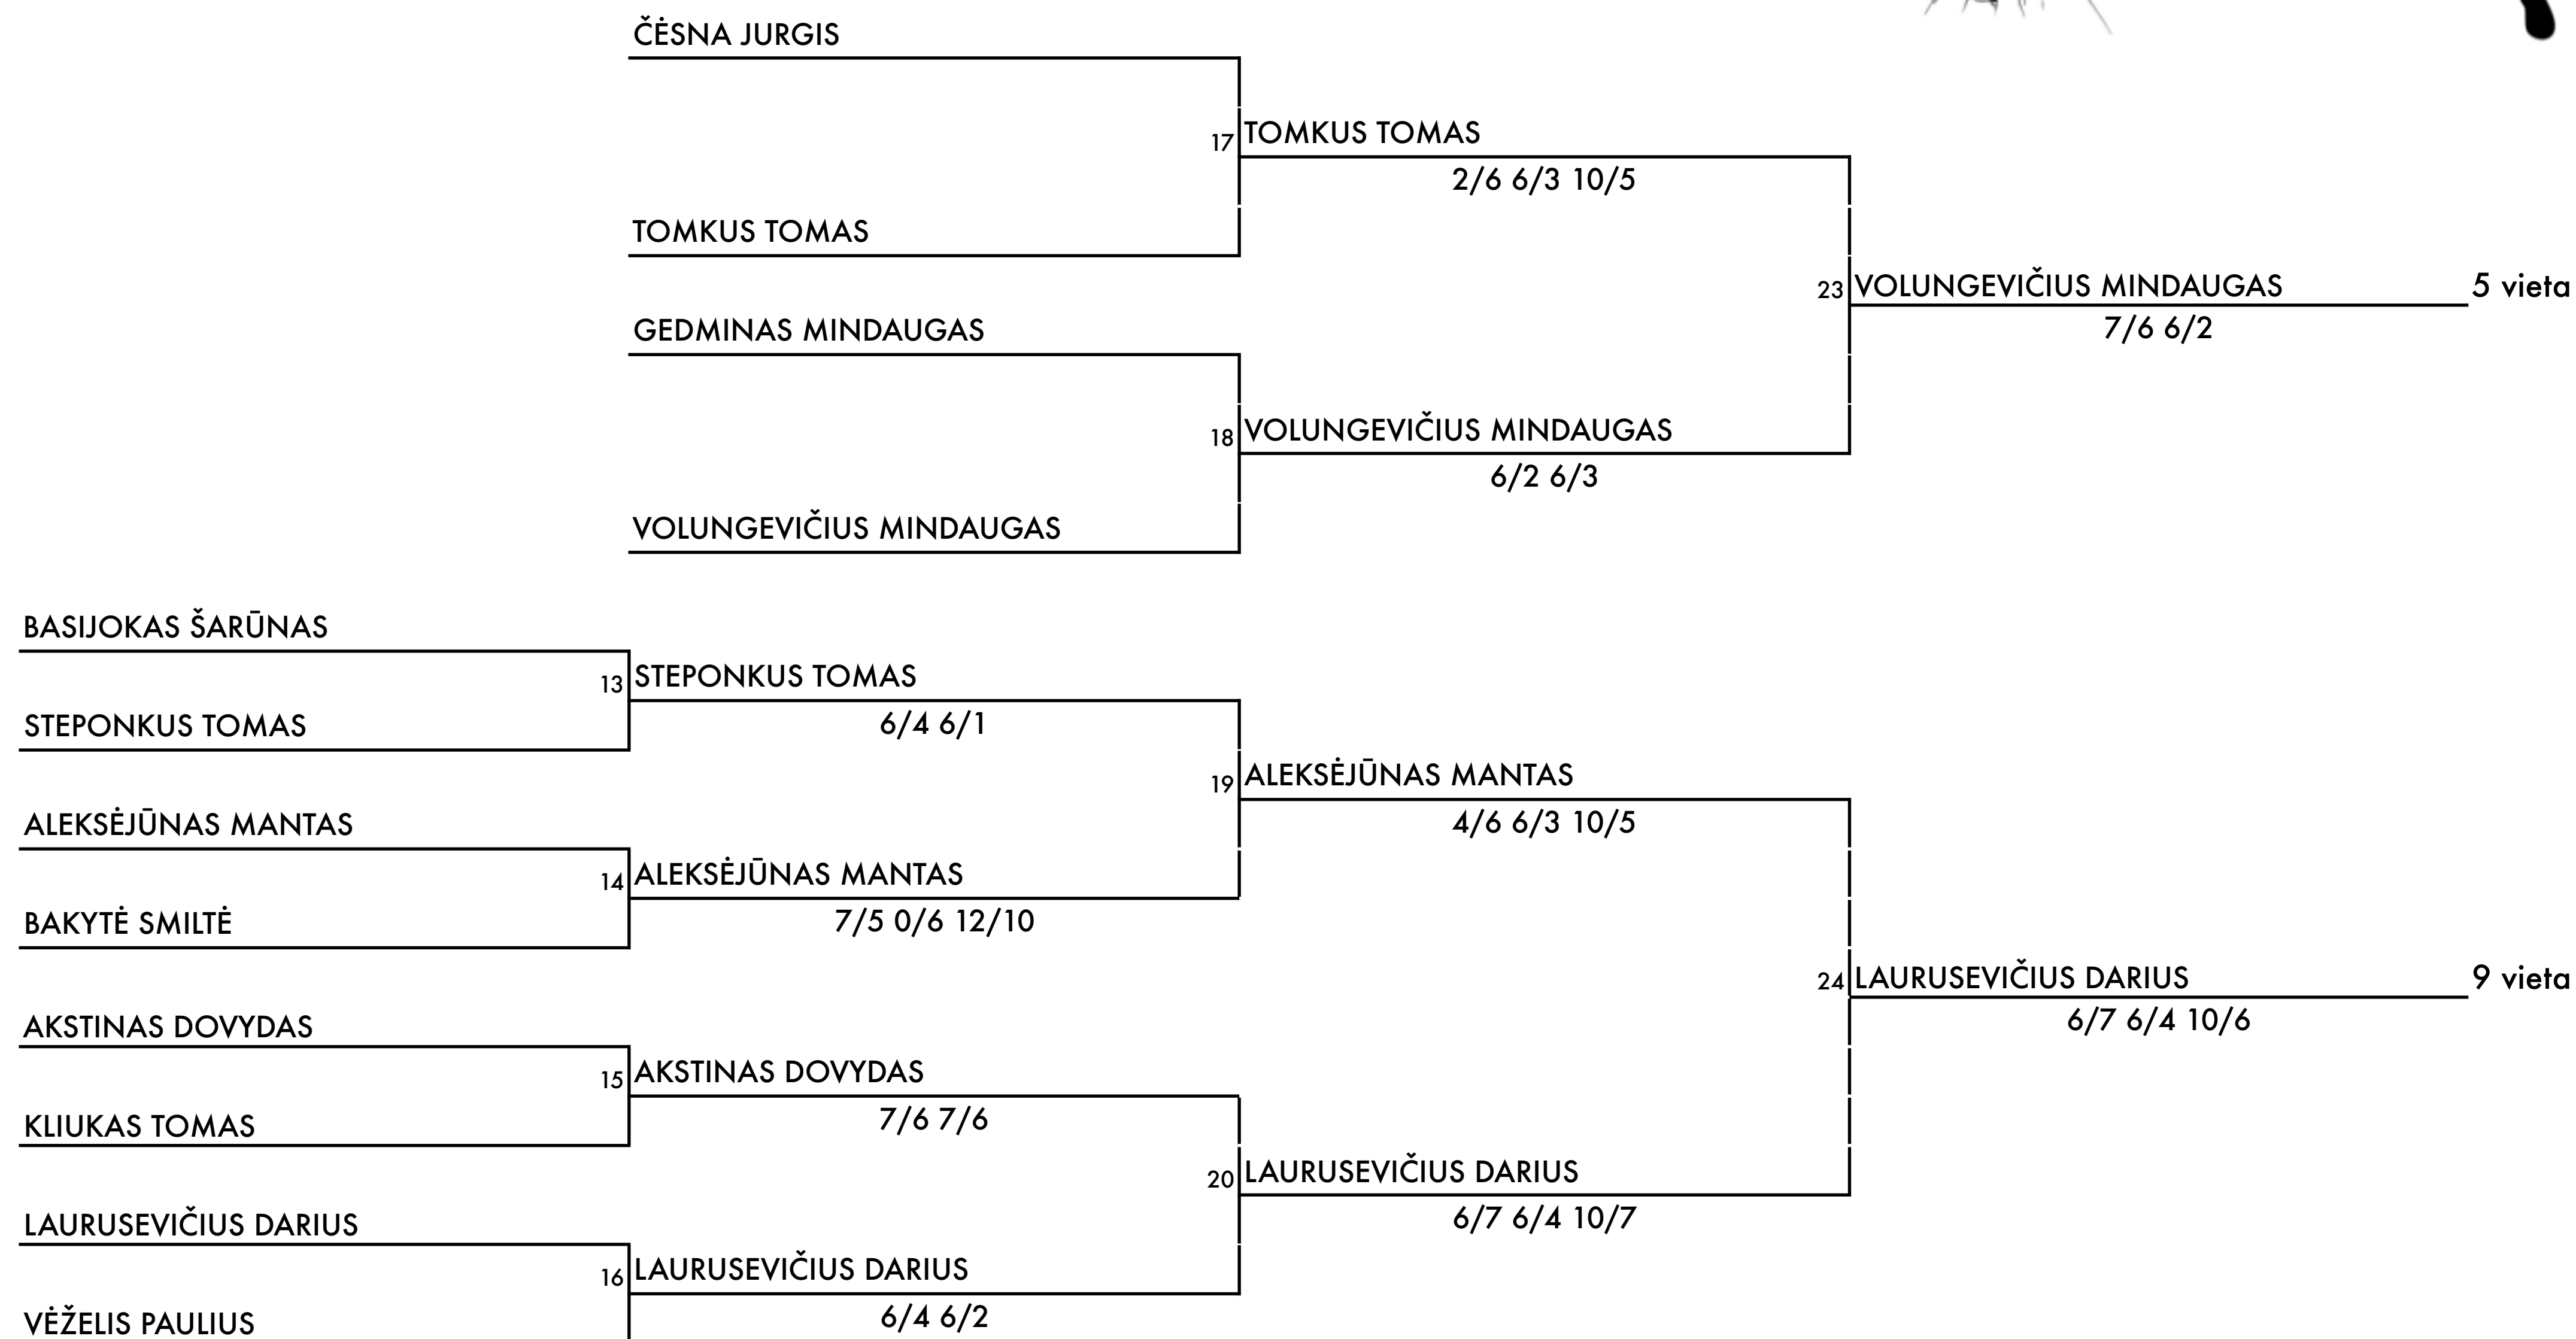 ČĖSNA JURGIS
17 TOMKUS TOMAS
2/6 6/3 10/5
TOMKUS TOMAS
23 VOLUNGEVIČIUS MINDAUGAS 5 vieta
7/6 6/2
GEDMINAS MINDAUGAS
18 VOLUNGEVIČIUS MINDAUGAS
6/2 6/3
VOLUNGEVIČIUS MINDAUGAS
BASIJOKAS ŠARŪNAS
13 STEPONKUS TOMAS
6/4 6/1
STEPONKUS TOMAS
19 ALEKSĖJŪNAS MANTAS
4/6 6/3 10/5
ALEKSĖJŪNAS MANTAS
14 ALEKSĖJŪNAS MANTAS
7/5 0/6 12/10
BAKYTĖ SMILTĖ
24 LAURUSEVIČIUS DARIUS 9 vieta
6/7 6/4 10/6
AKSTINAS DOVYDAS
15 AKSTINAS DOVYDAS
7/6 7/6
KLIUKAS TOMAS
20 LAURUSEVIČIUS DARIUS
6/7 6/4 10/7
LAURUSEVIČIUS DARIUS
16 LAURUSEVIČIUS DARIUS
6/4 6/2
VĖŽELIS PAULIUS